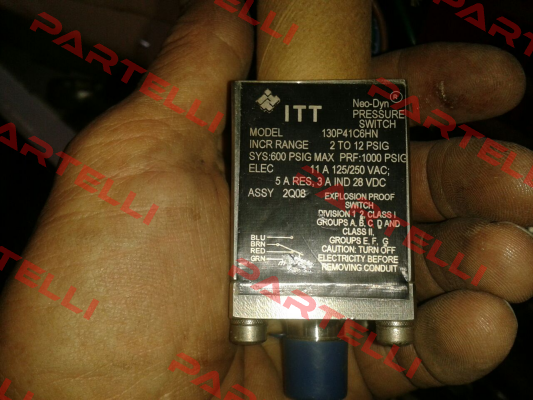 ITT
Neo-Dyn ®
PRESSURE
SWITCH
MODEL 130P41C6HN
INCR RANGE 2 TO 12 PSIG
SYS:600 PSIG MAX PRF:1000 PSIG
ELEC 11 A 125/250 VAC;
5 A RES, 3 A IND 28 VDC
ASSY 2Q08
EXPLOSION PROOF
SWITCH
DIVISION 1, 2, CLASS I
GROUPS A, B, C, D AND
CLASS II,
GROUPS E, F, G
CAUTION: TURN OFF
ELECTRICITY BEFORE
REMOVING CONDUIT
BLU
BRN
RED
GRN
PARTELLI
PARTELLI
PARTELLI
PARTELLI
PARTELLI
PARTELLI
PARTELLI